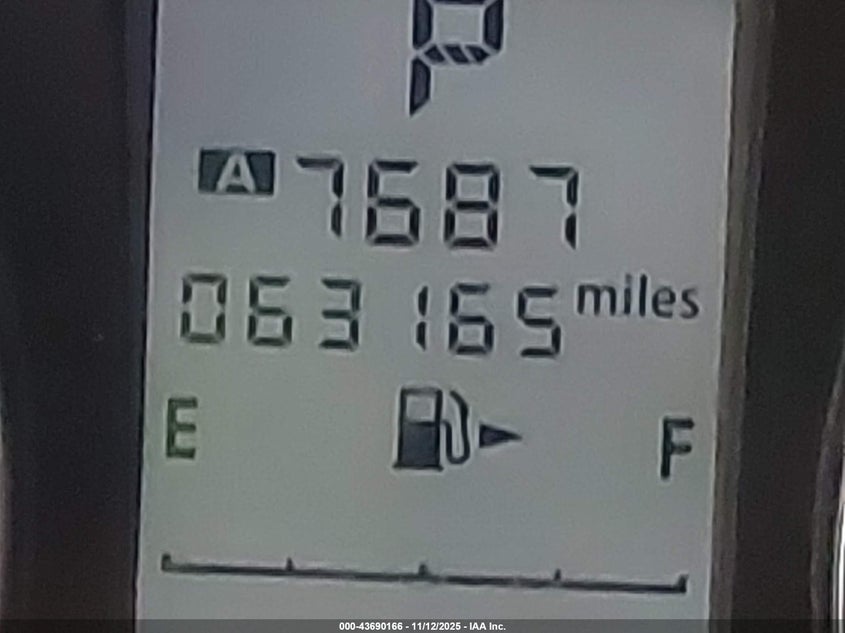 P
A 7687
063165 miles
E F
000-43690166 - 11/12/2025 - IAA Inc.